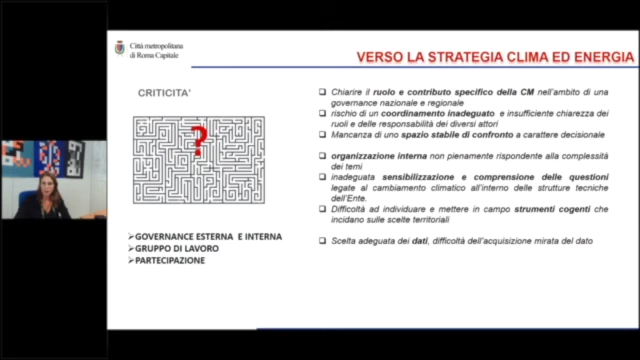 Città metropolitana
di Roma Capitale
VERSO LA STRATEGIA CLIMA ED ENERGIA
CRITICITA'
?
➢GOVERNANCE ESTERNA E INTERNA
➢GRUPPO DI LAVORO
➢PARTECIPAZIONE
❑ Chiarire il ruolo e contributo specifico della CM nell'ambito di una
governance nazionale e regionale
❑ rischio di un coordinamento inadeguato e insufficiente chiarezza dei
ruoli e delle responsabilità dei diversi attori
❑ Mancanza di uno spazio stabile di confronto a carattere decisionale
❑ organizzazione interna non pienamente rispondente alla complessità
dei temi
❑ inadeguata sensibilizzazione e comprensione delle questioni
legate al cambiamento climatico all'interno delle strutture tecniche
dell'Ente.
❑ Difficoltà ad individuare e mettere in campo strumenti cogenti che
incidano sulle scelte territoriali
❑ Scelta adeguata dei dati, difficoltà dell'acquisizione mirata del dato